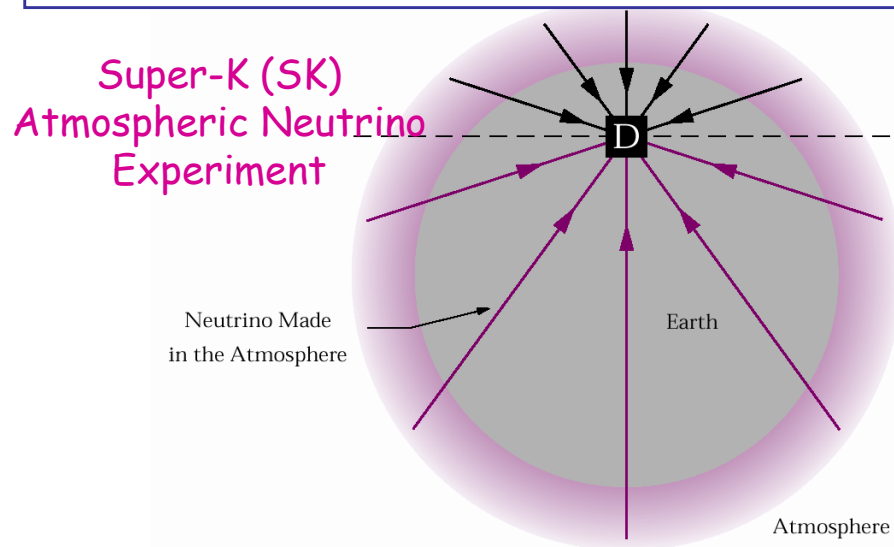 Super-K (SK)
Atmospheric Neutrino
Experiment
D
Neutrino Made
in the Atmosphere
Earth
Atmosphere